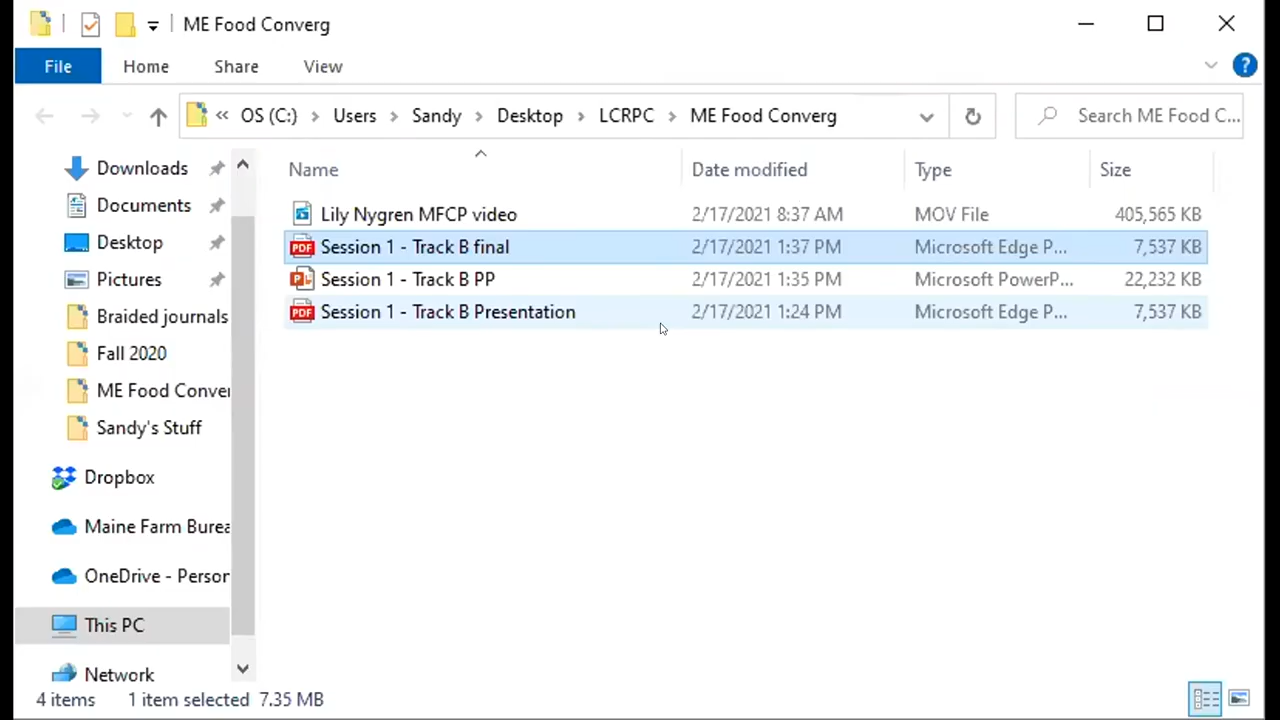 ME Food Converg
File Home Share View
« OS (C:) > Users > Sandy > Desktop > LCRPC > ME Food Converg
Search ME Food C...
Name Date modified Type Size
Lily Nygren MFCP video 2/17/2021 8:37 AM MOV File 405,565 KB
PDF Session 1 - Track B final 2/17/2021 1:37 PM Microsoft Edge P... 7,537 KB
Session 1 - Track B PP 2/17/2021 1:35 PM Microsoft PowerP... 22,232 KB
PDF Session 1 - Track B Presentation 2/17/2021 1:24 PM Microsoft Edge P... 7,537 KB
Downloads
Documents
Desktop
Pictures
Braided journals
Fall 2020
ME Food Conver
Sandy's Stuff
Dropbox
Maine Farm Burea
OneDrive - Person
This PC
Network
4 items 1 item selected 7.35 MB